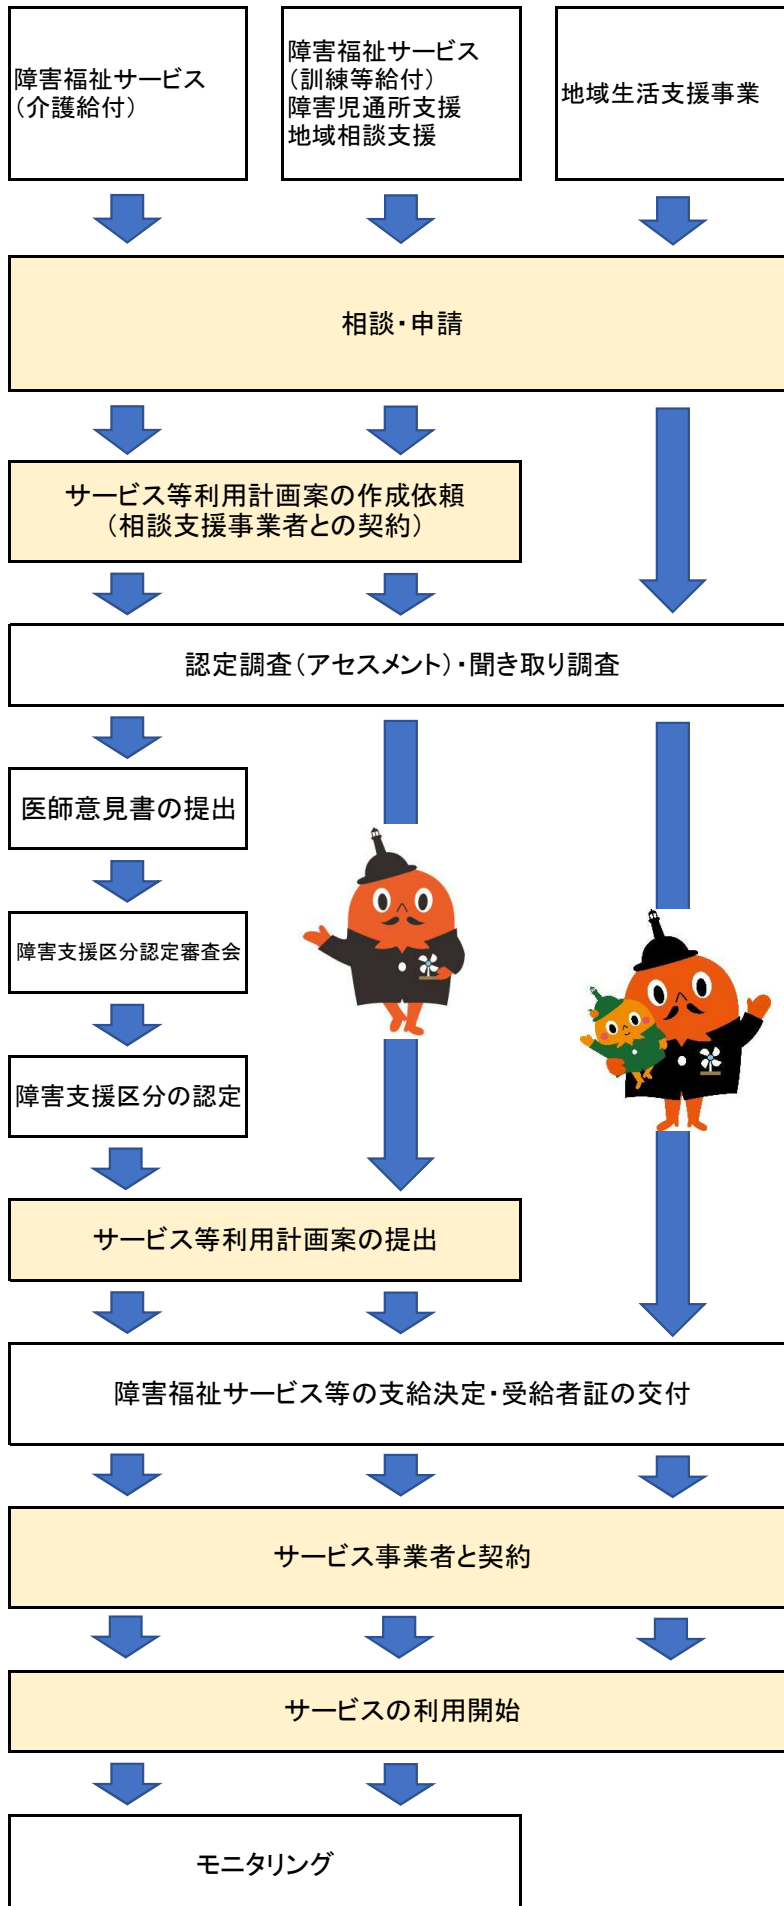 障害福祉サービス
（介護給付）
障害福祉サービス
（訓練等給付）
障害児通所支援
地域相談支援
地域生活支援事業
相談・申請
サービス等利用計画案の作成依頼
（相談支援事業者との契約）
認定調査（アセスメント）・聞き取り調査
医師意見書の提出
障害支援区分認定審査会
障害支援区分の認定
サービス等利用計画案の提出
障害福祉サービス等の支給決定・受給者証の交付
サービス事業者と契約
サービスの利用開始
モニタリング